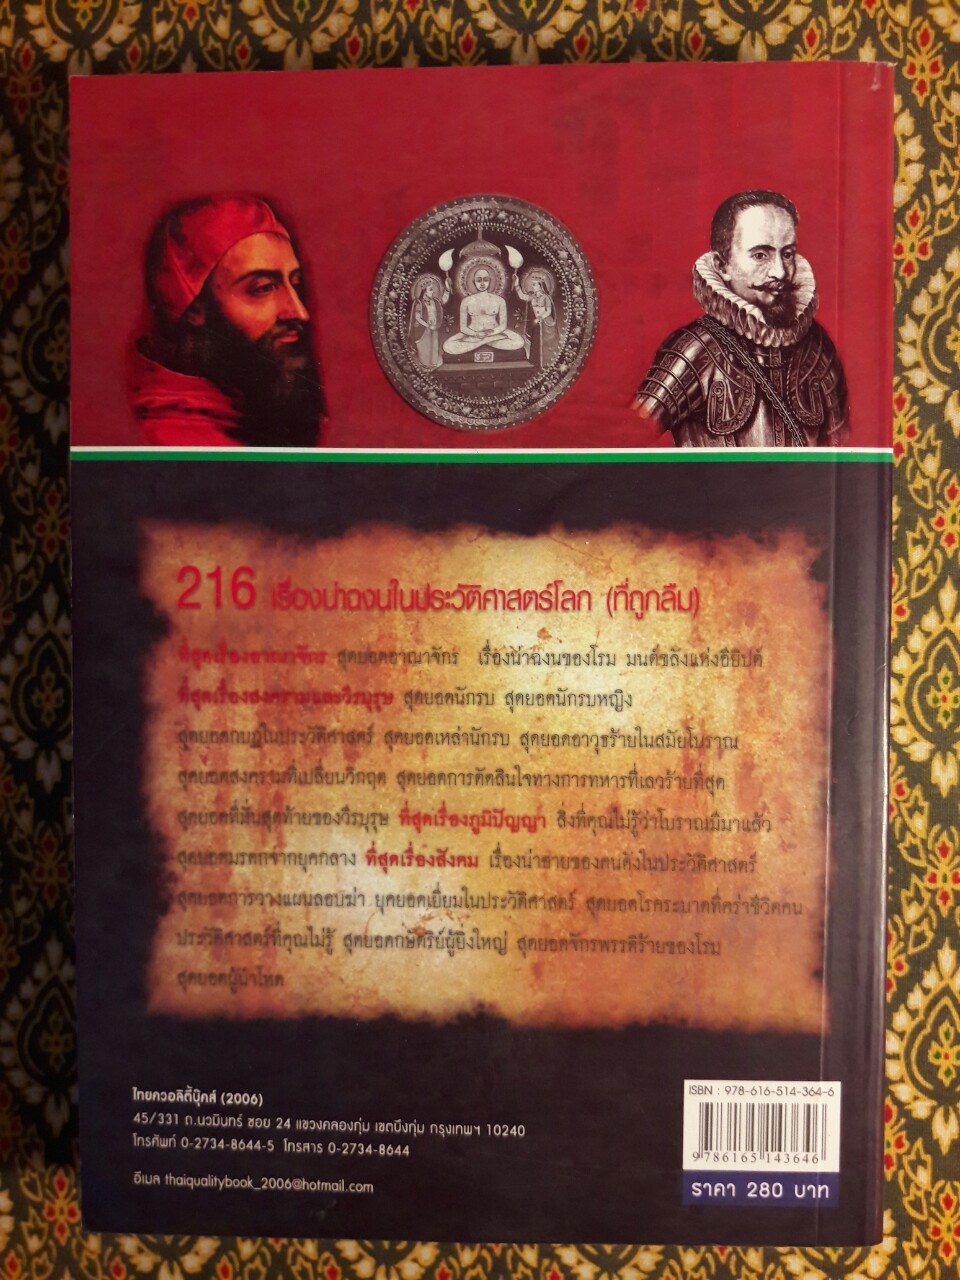 216 เรื่องน่าฉงนในประวัติศาสตร์โลก (ที่ถูกลืม)
ที่สุดเรื่องอาณาจักร สุดยอดอาณาจักร เรื่องน่าฉงนของโรม มนต์ขลังแห่งอียิปต์
ที่สุดเรื่องสงครามและวีรบุรุษ สุดยอดนักรบ สุดยอดนักรบหญิง
สุดยอดกบฏในประวัติศาสตร์ สุดยอดเหล่านักรบ สุดยอดอาวุธร้ายในสมัยโบราณ
สุดยอดสงครามที่เปลี่ยนวิกฤต สุดยอดการตัดสินใจทางการทหารที่เลวร้ายที่สุด
สุดยอดที่มั่นสุดท้ายของวีรบุรุษ ที่สุดเรื่องภูมิปัญญา สิ่งที่คุณไม่รู้ว่าโบราณมีมาแล้ว
สุดยอดมรดกจากยุคกลาง ที่สุดเรื่องสังคม เรื่องน่าอายของคนดังในประวัติศาสตร์
สุดยอดการวางแผนลอบฆ่า ยุคยอดเยี่ยมในประวัติศาสตร์ สุดยอดโรคระบาดที่คร่าชีวิตคน
ประวัติศาสตร์ที่คุณไม่รู้ สุดยอดกษัตริย์ผู้ยิ่งใหญ่ สุดยอดจักรพรรดิร้ายของโรม
สุดยอดผู้นำโหด
ไทยควอลิตี้บุ๊คส์ (2006)
45/331 ถ.นวมินทร์ ซอย 24 แขวงคลองกุ่ม เขตบึงกุ่ม กรุงเทพฯ 10240
โทรศัพท์ 0-2734-8644-5 โทรสาร 0-2734-8644
อีเมล thaiqualitybook_2006@hotmail.com
ISBN : 978-616-514-364-6
9 786165 143646
ราคา 280 บาท